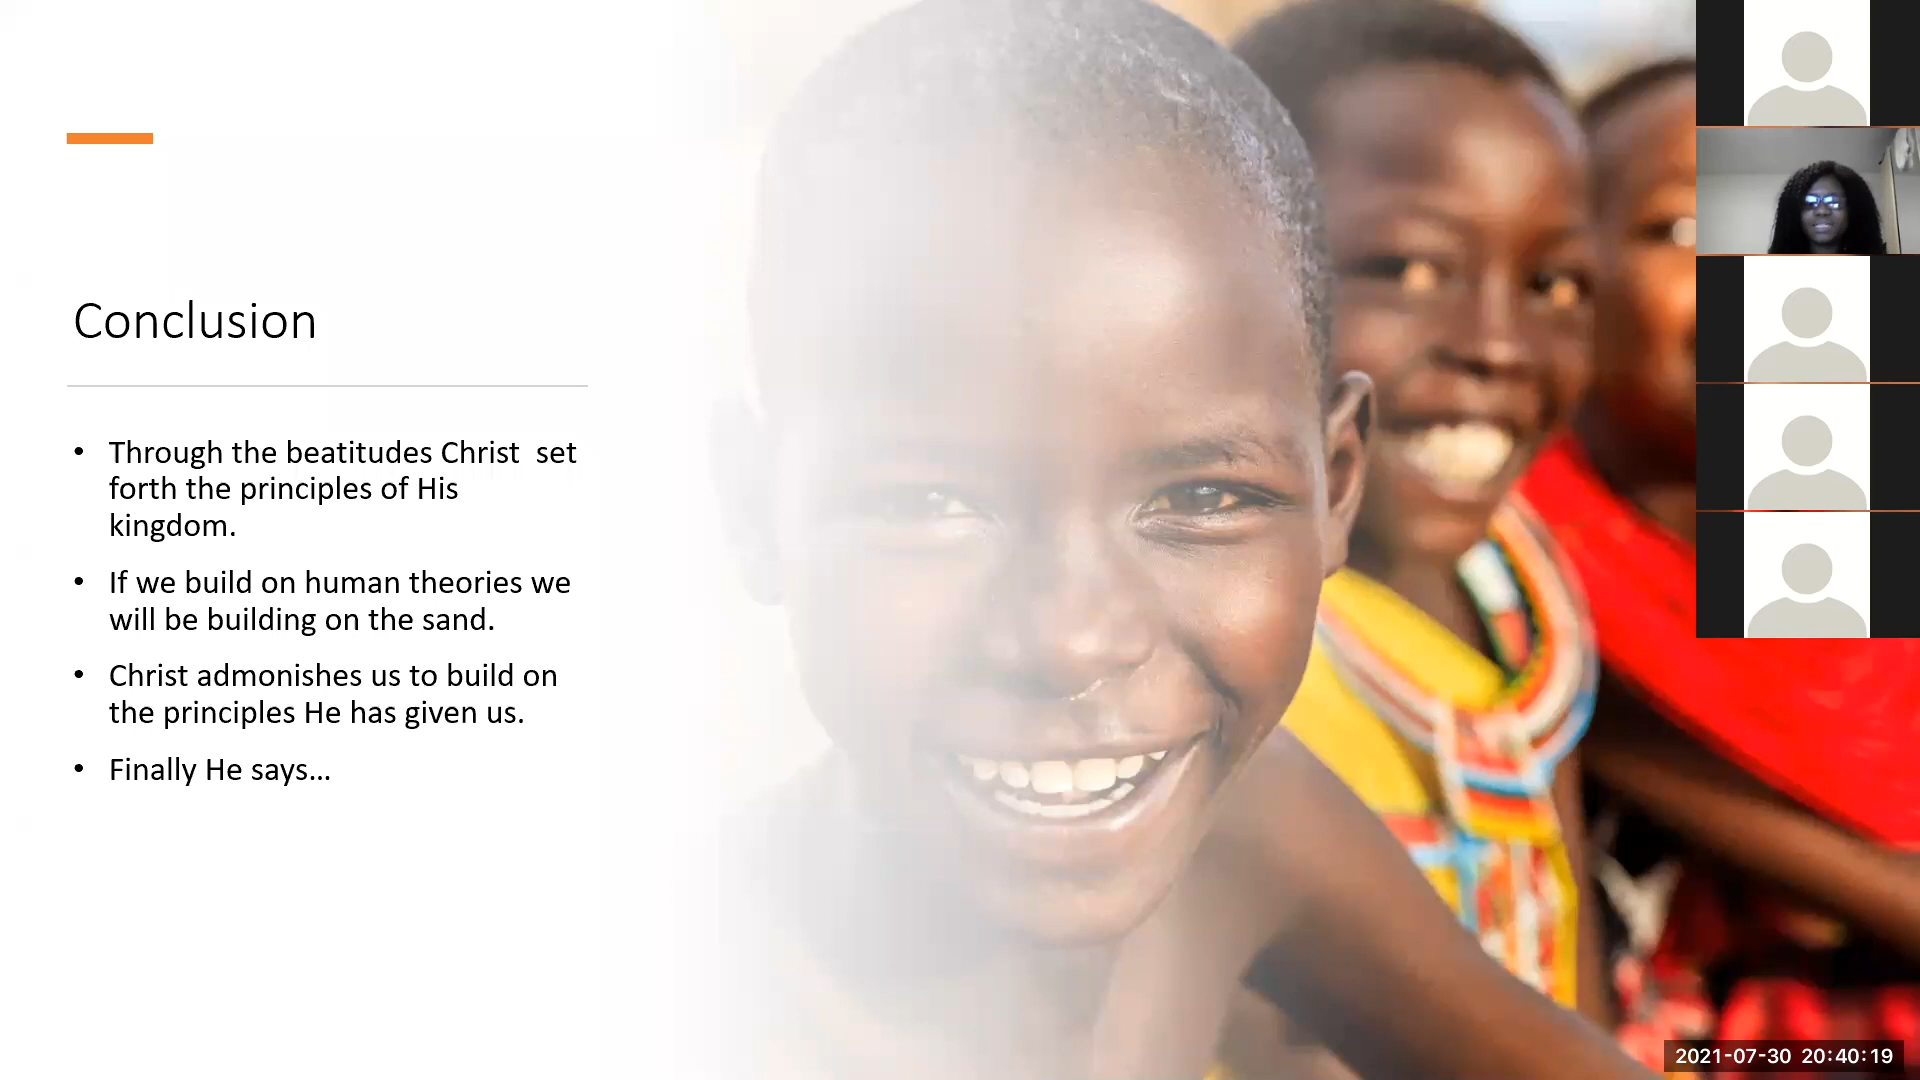 Conclusion
• Through the beatitudes Christ  set
forth the principles of His
kingdom.
• If we build on human theories we
will be building on the sand.
• Christ admonishes us to build on
the principles He has given us.
• Finally He says...
2021-07-30 20:40:19